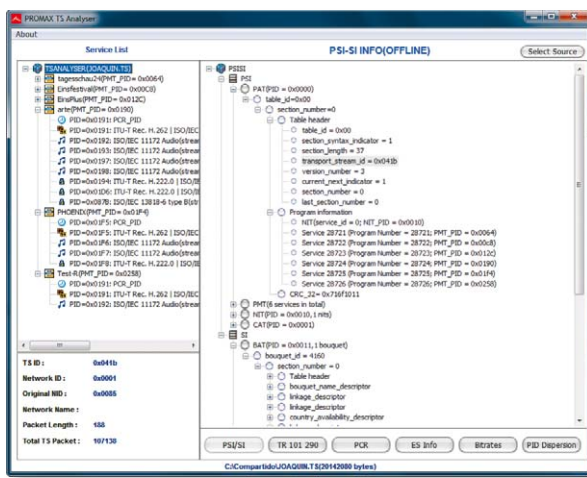 PROMAX TS Analyser
About
Service List
PSI-SI INFO(OFFLINE)
Select Source
TSANALYSER(JOAQUIN.TS)
tagesschau24(PMT_PID= 0x0064)
Einsfestival(PMT_PID= 0x00C8)
EinsPlus(PMT_PID= 0x012C)
arte(PMT_PID= 0x0190)
PID=0x0191: PCR_PID
PID=0x0191: ITU-T Rec. H.262 | ISO/IEC
PID=0x0192: ISO/IEC 11172 Audio(strea
PID=0x0193: ISO/IEC 11172 Audio(strea
PID=0x0197: ISO/IEC 11172 Audio(strea
PID=0x0198: ISO/IEC 11172 Audio(strea
PID=0x0194: ITU-T Rec. H.222.0 | ISO/IE
PID=0x01D6: ITU-T Rec. H.222.0 | ISO/IE
PID=0x087B: ISO/IEC 13818-6 type B(str
PHOENIX(PMT_PID= 0x01F4)
PID=0x01F5: PCR_PID
PID=0x01F5: ITU-T Rec. H.262 | ISO/IEC
PID=0x01F6: ISO/IEC 11172 Audio(strea
PID=0x01F7: ISO/IEC 11172 Audio(strea
PID=0x01F8: ITU-T Rec. H.222.0 | ISO/IE
Test-R(PMT_PID= 0x0258)
PID=0x0191: PCR_PID
PID=0x0191: ITU-T Rec. H.262 | ISO/IEC
PID=0x0192: ISO/IEC 11172 Audio(strea
PSISI
PSI
PAT(PID = 0x0000)
table_id=0x00
section_number=0
Table header
table_id = 0x00
section_syntax_indicator = 1
section_length = 37
transport_stream_id = 0x041b
version_number = 3
current_next_indicator = 1
section_number = 0
last_section_number = 0
Program information
NIT(service_id = 0; NIT_PID = 0x0010)
Service 28721 (Program Number = 28721; PMT_PID = 0x0064)
Service 28722 (Program Number = 28722; PMT_PID = 0x00c8)
Service 28723 (Program Number = 28723; PMT_PID = 0x012c)
Service 28724 (Program Number = 28724; PMT_PID = 0x0190)
Service 28725 (Program Number = 28725; PMT_PID = 0x01f4)
Service 28726 (Program Number = 28726; PMT_PID = 0x0258)
CRC_32= 0x716f1011
PMT(6 services in total)
NIT(PID = 0x0010, 1 nits)
CAT(PID = 0x0001)
SI
BAT(PID = 0x0011, 1 bouquet)
bouquet_id = 4160
section_number = 0
Table header
bouquet_name_descriptor
linkage_descriptor
linkage_descriptor
country_availability_descriptor
TS ID : 0x041b
Network ID : 0x0001
Original NID : 0x0085
Network Name :
Packet Length : 188
Total TS Packet : 107138
PSI/SI
TR 101 290
PCR
ES Info
Bitrates
PID Dispersion
C:\Compartido\JOAQUIN.TS(20142080 bytes)